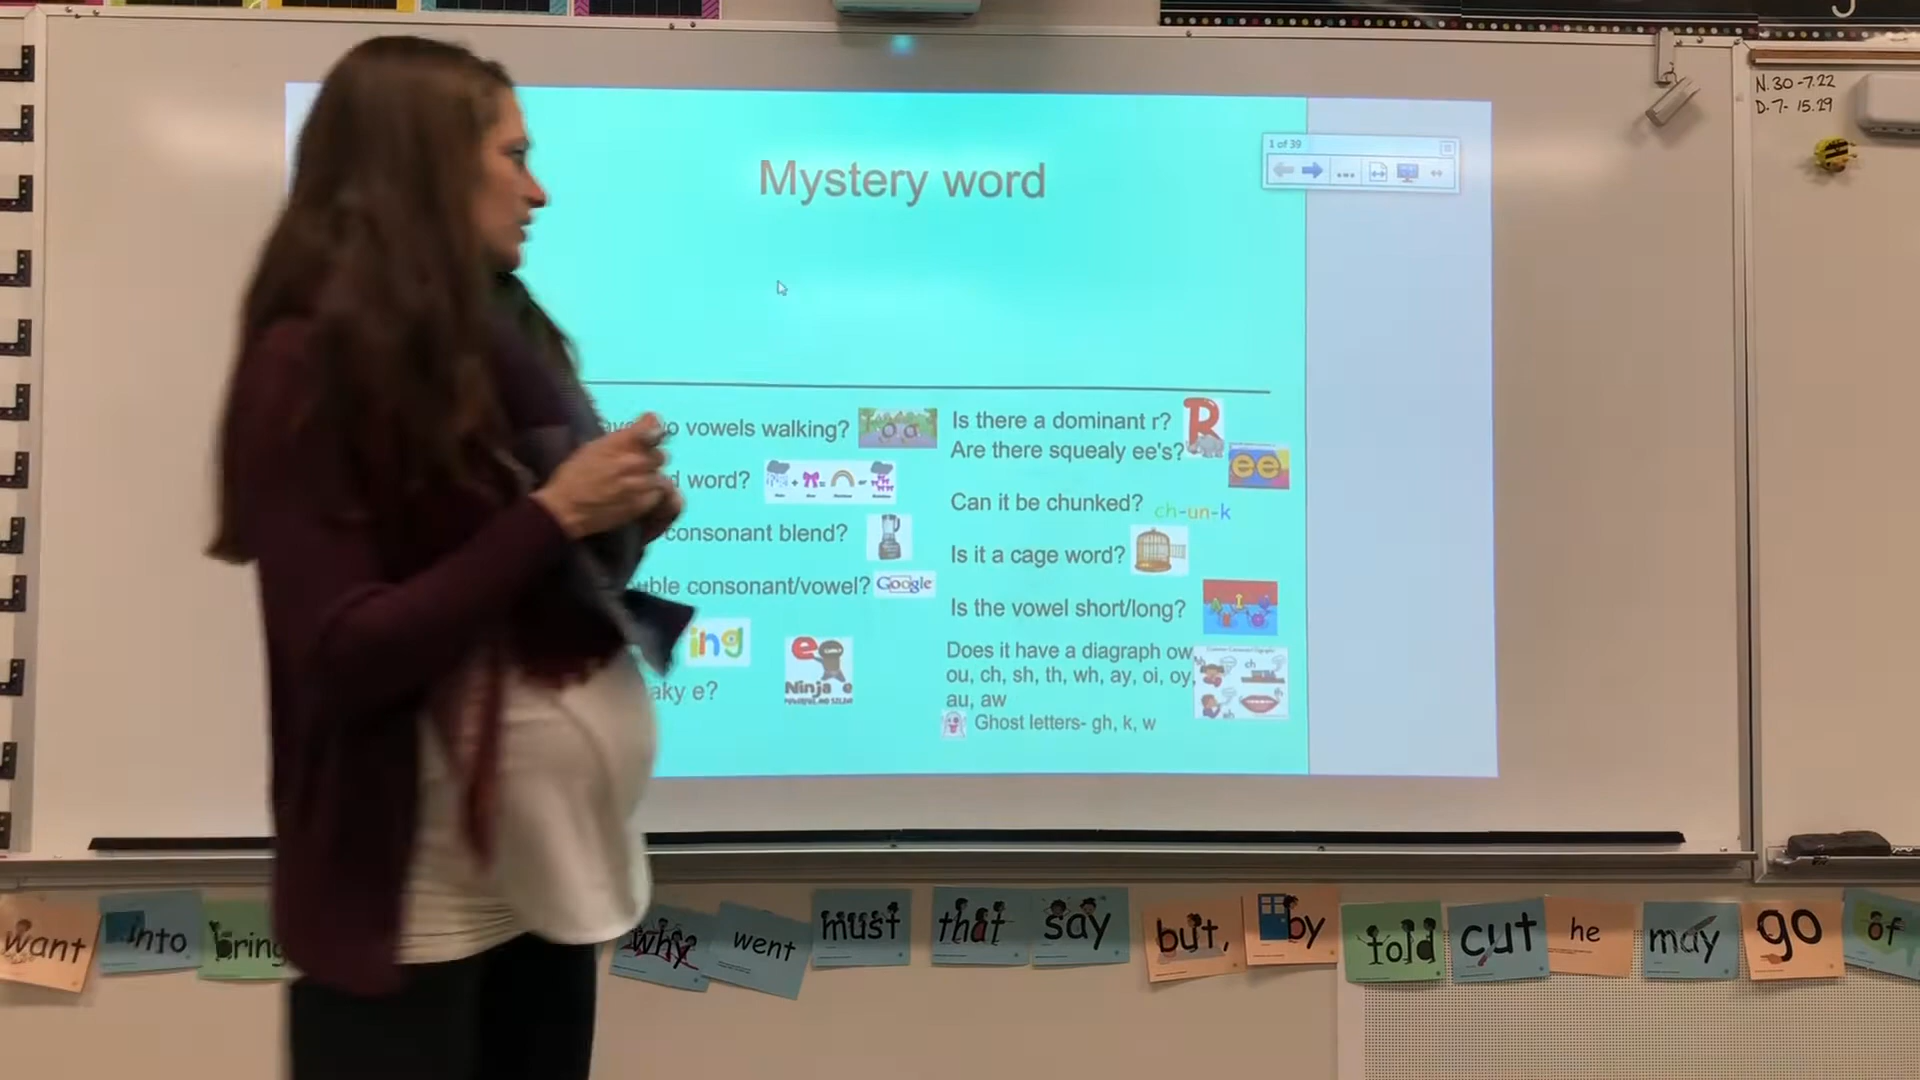 N. 30 - 7.22
D. 7 - 15.29
1 of 39
Mystery word
vowels walking?
word?
consonant blend?
consonant/vowel?
Google
ing
e
Ninja e
e?
Is there a dominant r?
R
Are there squealy ee's?
ee
Can it be chunked?
ch-un-k
Is it a cage word?
Is the vowel short/long?
Does it have a diagraph ow,
ou, ch, sh, th, wh, ay, oi, oy,
au, aw
ch
Ghost letters- gh, k, w
want
into
bring
why
went
must
that
say
but,
by
told
cut
he
may
go
of